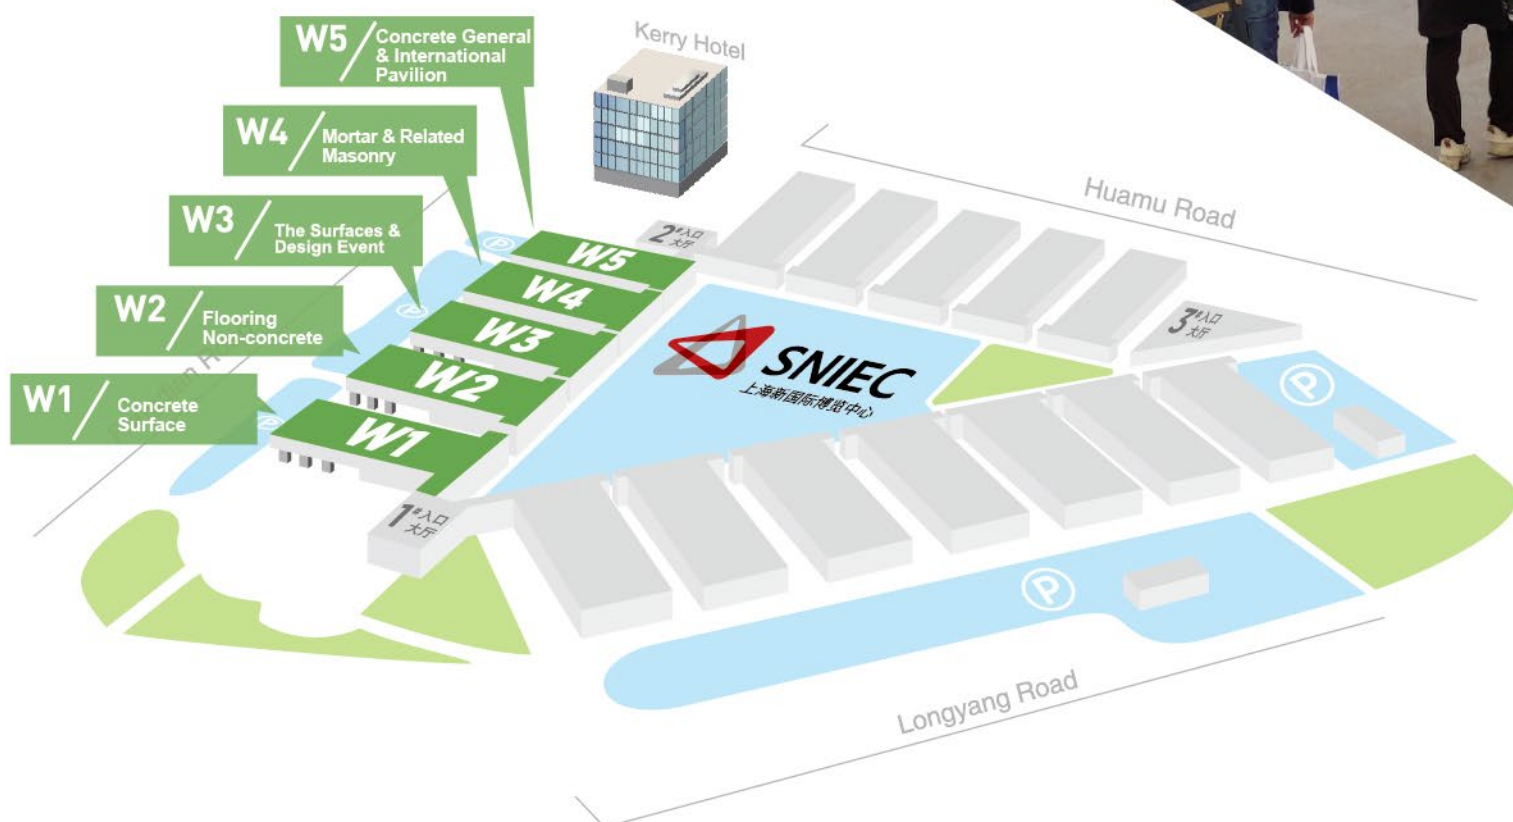 W5
Concrete General
& International
Pavilion
Kerry Hotel
W4
Mortar & Related
Masonry
W3
The Surfaces &
Design Event
W2
Flooring
Non-concrete
W1
Concrete
Surface
Huamu Road
2#入口
大厅
W5
W4
W3
W2
W1
P
P
P
3#入口
大厅
SNIEC
上海新国际博览中心
P
1#入口
大厅
P
Longyang Road